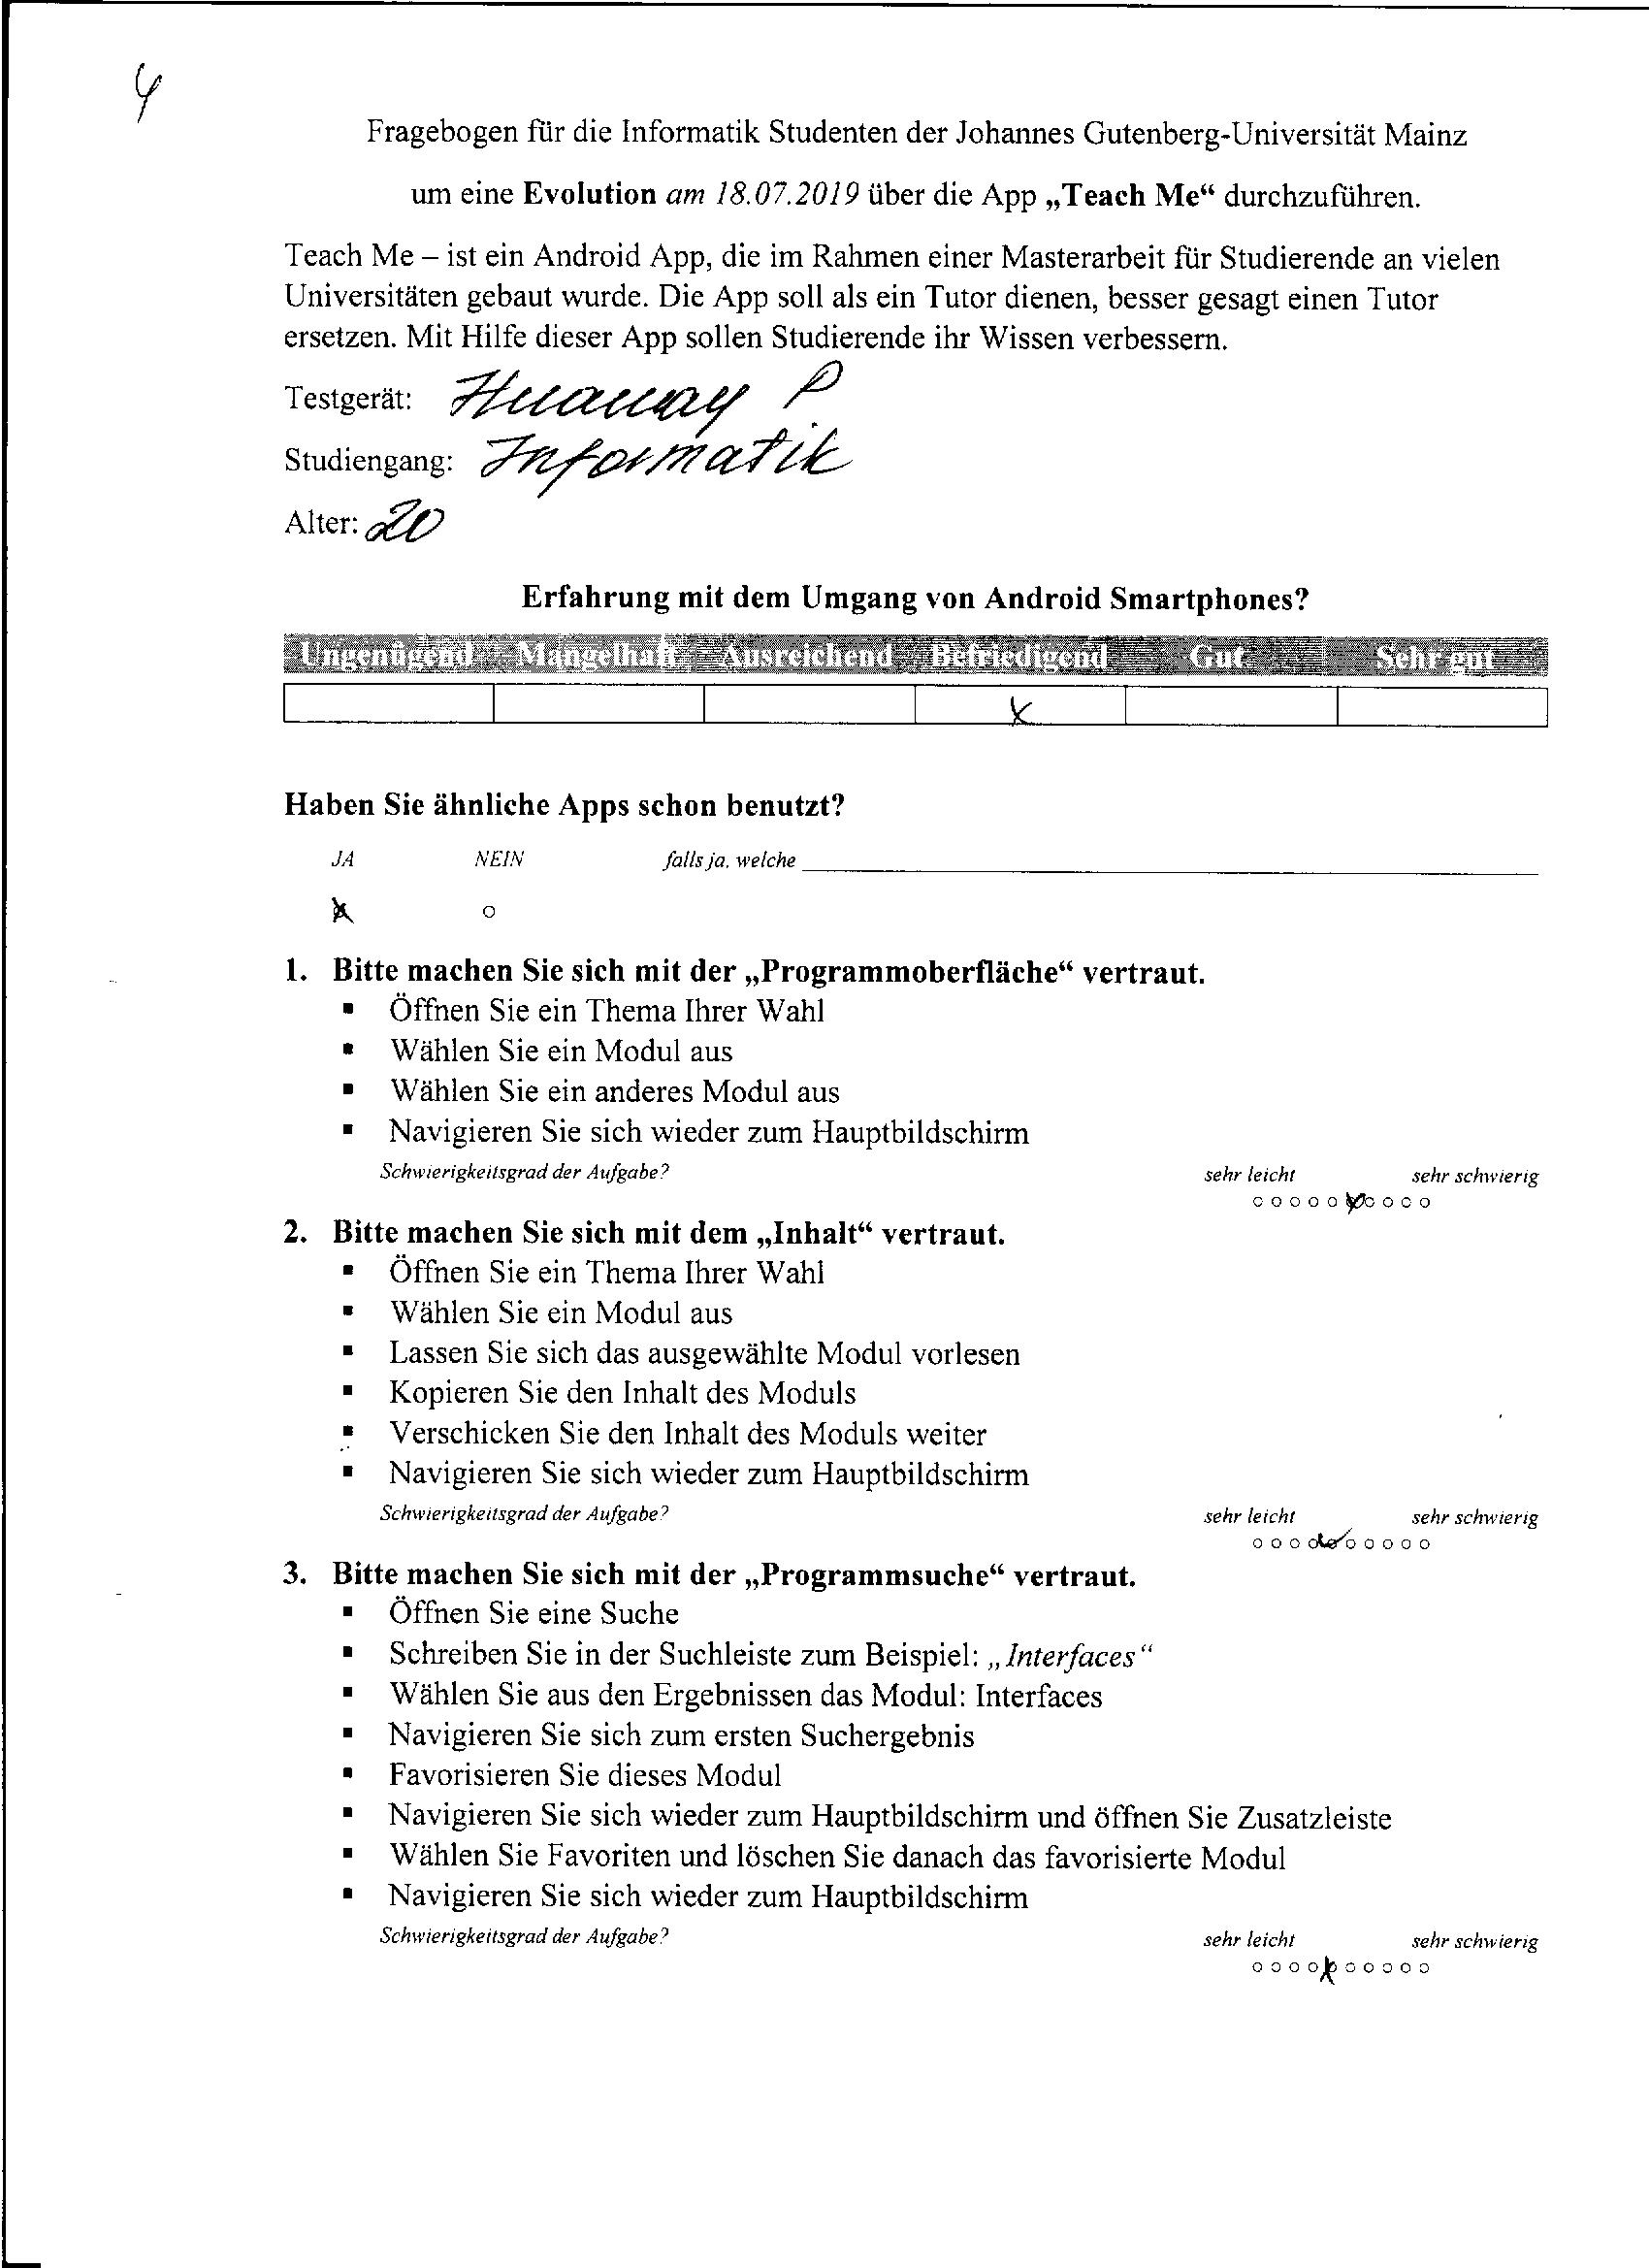 4
Fragebogen für die Informatik Studenten der Johannes Gutenberg-Universität Mainz
um eine Evolution am 18.07.2019 über die App „Teach Me“ durchzuführen.
Teach Me – ist ein Android App, die im Rahmen einer Masterarbeit für Studierende an vielen
Universitäten gebaut wurde. Die App soll als ein Tutor dienen, besser gesagt einen Tutor
ersetzen. Mit Hilfe dieser App sollen Studierende ihr Wissen verbessern.
Testgerät: Huaway P
Studiengang: Informatik
Alter: 20
Erfahrung mit dem Umgang von Android Smartphones?
Ungenügend Mangelhaft Ausreichend Befriedigend Gut Sehr gut
x
Haben Sie ähnliche Apps schon benutzt?
JA NEIN falls ja, welche
x o
1. Bitte machen Sie sich mit der „Programmoberfläche“ vertraut.
▪ Öffnen Sie ein Thema Ihrer Wahl
▪ Wählen Sie ein Modul aus
▪ Wählen Sie ein anderes Modul aus
▪ Navigieren Sie sich wieder zum Hauptbildschirm
Schwierigkeitsgrad der Aufgabe? sehr leicht sehr schwierig
o o o o o x o o o o
2. Bitte machen Sie sich mit dem „Inhalt“ vertraut.
▪ Öffnen Sie ein Thema Ihrer Wahl
▪ Wählen Sie ein Modul aus
▪ Lassen Sie sich das ausgewählte Modul vorlesen
▪ Kopieren Sie den Inhalt des Moduls
▪ Verschicken Sie den Inhalt des Moduls weiter
▪ Navigieren Sie sich wieder zum Hauptbildschirm
Schwierigkeitsgrad der Aufgabe? sehr leicht sehr schwierig
o o o o x o o o o o
3. Bitte machen Sie sich mit der „Programmsuche“ vertraut.
▪ Öffnen Sie eine Suche
▪ Schreiben Sie in der Suchleiste zum Beispiel: „Interfaces“
▪ Wählen Sie aus den Ergebnissen das Modul: Interfaces
▪ Navigieren Sie sich zum ersten Suchergebnis
▪ Favorisieren Sie dieses Modul
▪ Navigieren Sie sich wieder zum Hauptbildschirm und öffnen Sie Zusatzleiste
▪ Wählen Sie Favoriten und löschen Sie danach das favorisierte Modul
▪ Navigieren Sie sich wieder zum Hauptbildschirm
Schwierigkeitsgrad der Aufgabe? sehr leicht sehr schwierig
o o o o x o o o o o